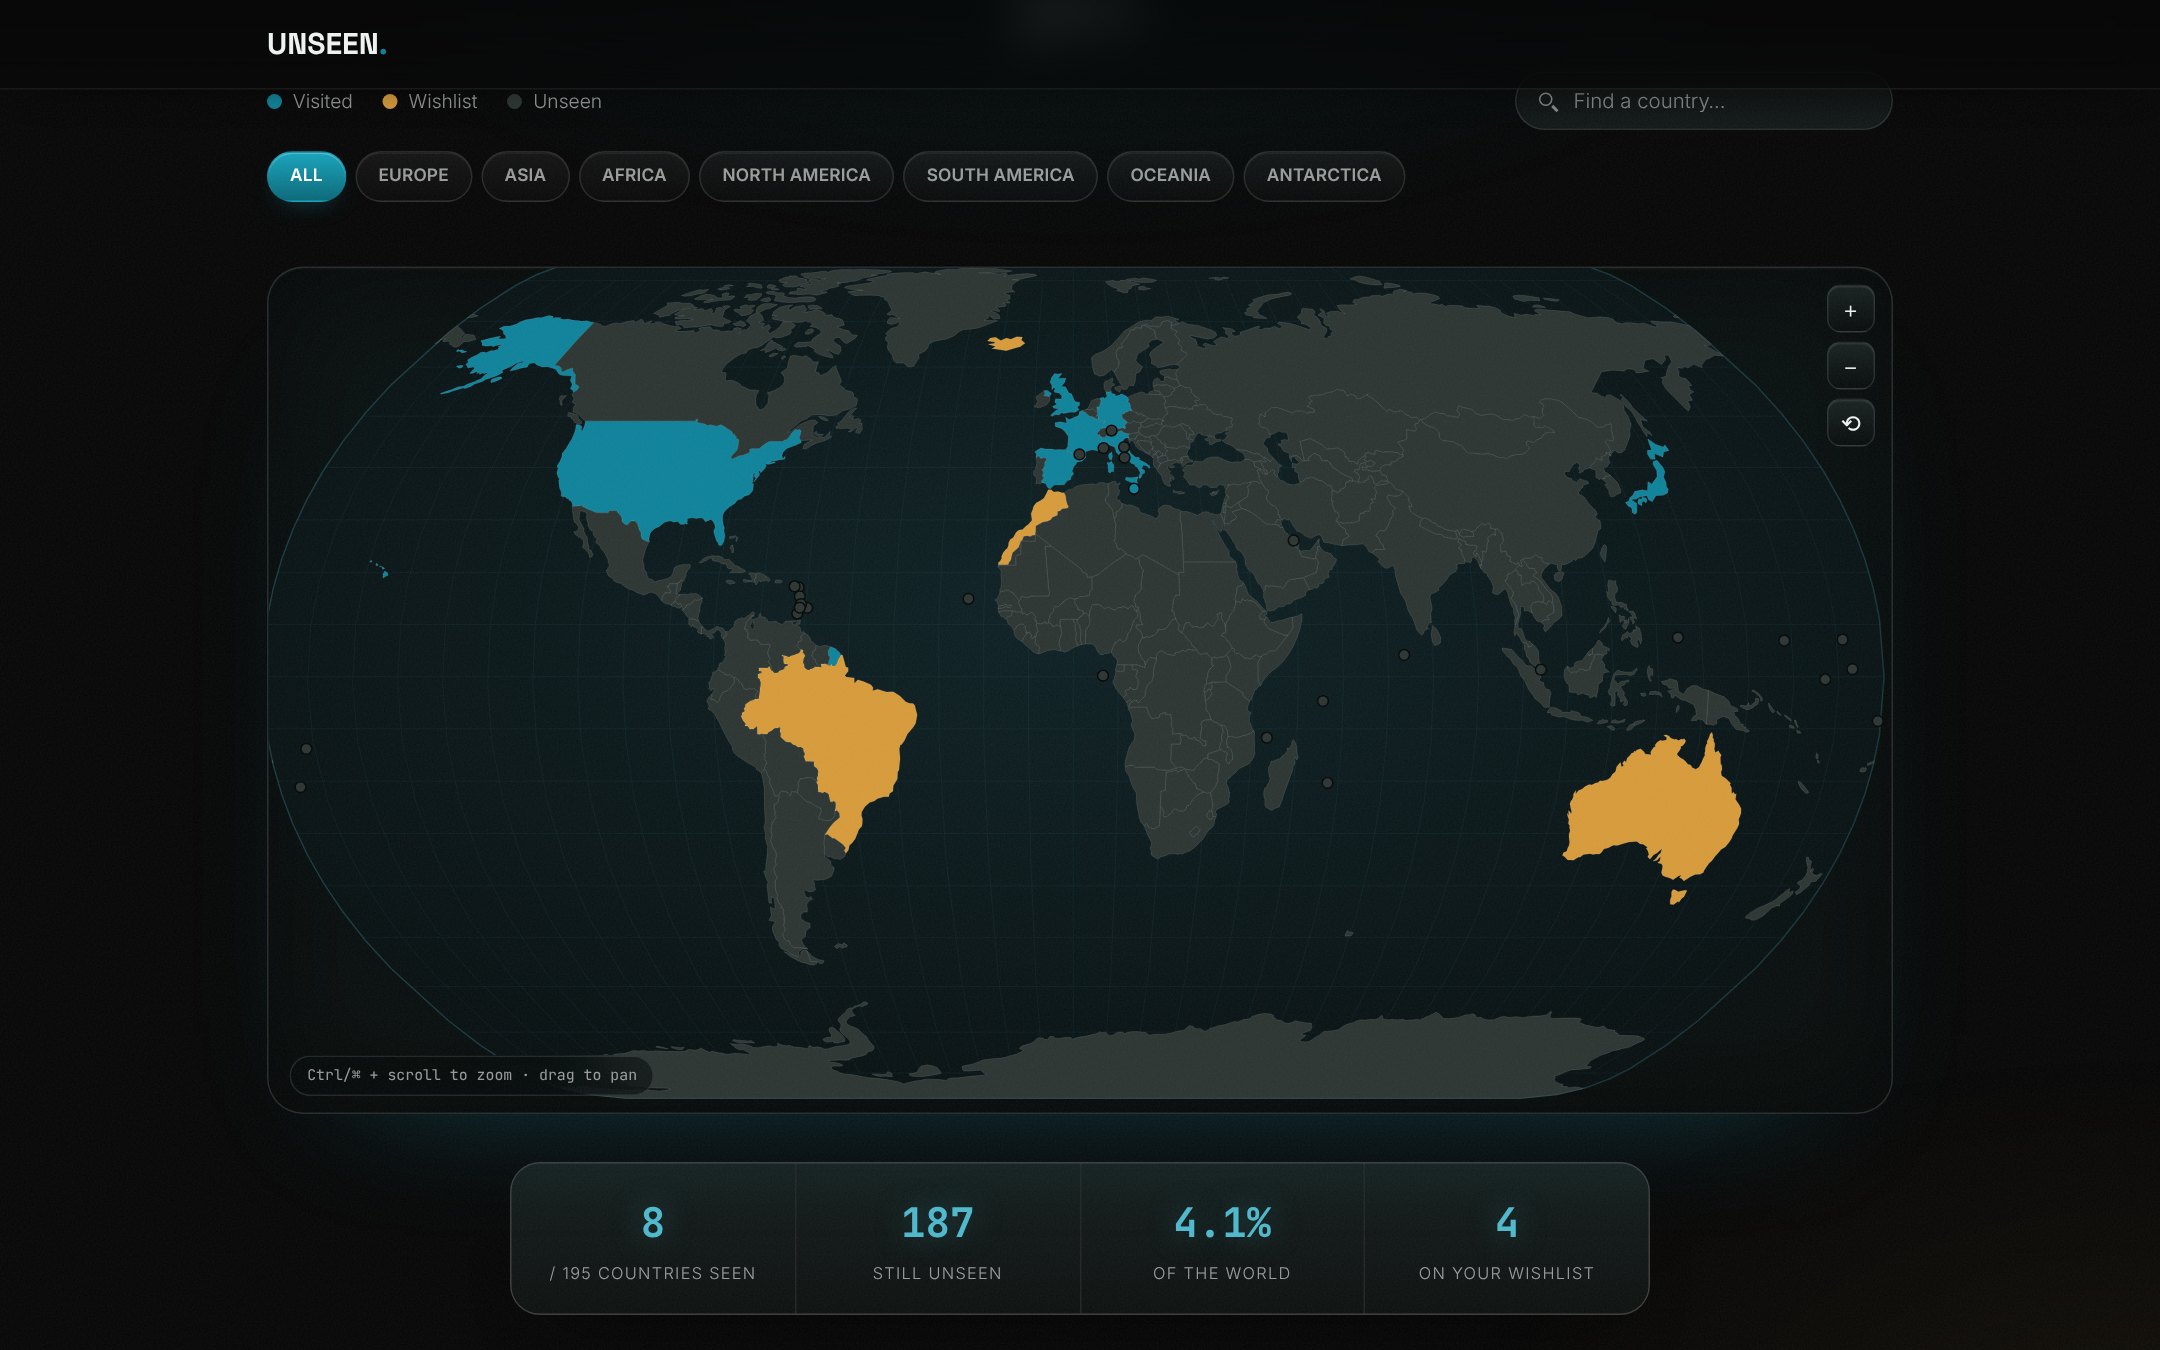 UNSEEN.
Visited Wishlist Unseen
Find a country...
ALL EUROPE ASIA AFRICA NORTH AMERICA SOUTH AMERICA OCEANIA ANTARCTICA
+
−
⟲
Ctrl/⌘ + scroll to zoom · drag to pan
8 187 4.1% 4
/ 195 COUNTRIES SEEN STILL UNSEEN OF THE WORLD ON YOUR WISHLIST